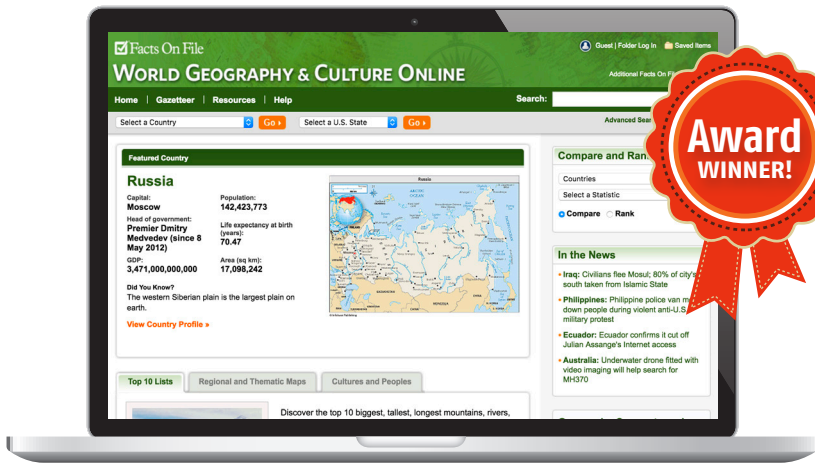 Facts On File
WORLD GEOGRAPHY & CULTURE ONLINE
Guest | Folder Log In
Saved Items
Additional Facts On
Home | Gazetteer | Resources | Help
Search:
Select a Country
Go
Select a U.S. State
Go
Advanced
Award
WINNER!
Featured Country
Russia
Capital:
Moscow
Head of government:
Premier Dmitry
Medvedev (since 8
May 2012)
GDP:
3,471,000,000,000
Population:
142,423,773
Life expectancy at birth
(years):
70.47
Area (sq km):
17,098,242
Did You Know?
The western Siberian plain is the largest plain on
earth.
View Country Profile »
Russia
Compare and
Countries
Select a Statistic
Compare
Rank
In the News
Iraq: Civilians flee Mosul; 80% of city's
south taken from Islamic State
Philippines: Philippine police van
down people during violent anti-U.S.
military protest
Ecuador: Ecuador confirms it cut off
Julian Assange's Internet access
Australia: Underwater drone fitted with
video imaging will help search for
MH370
Top 10 Lists
Regional and Thematic Maps
Cultures and Peoples
Discover the top 10 biggest, tallest, longest mountains, rivers,